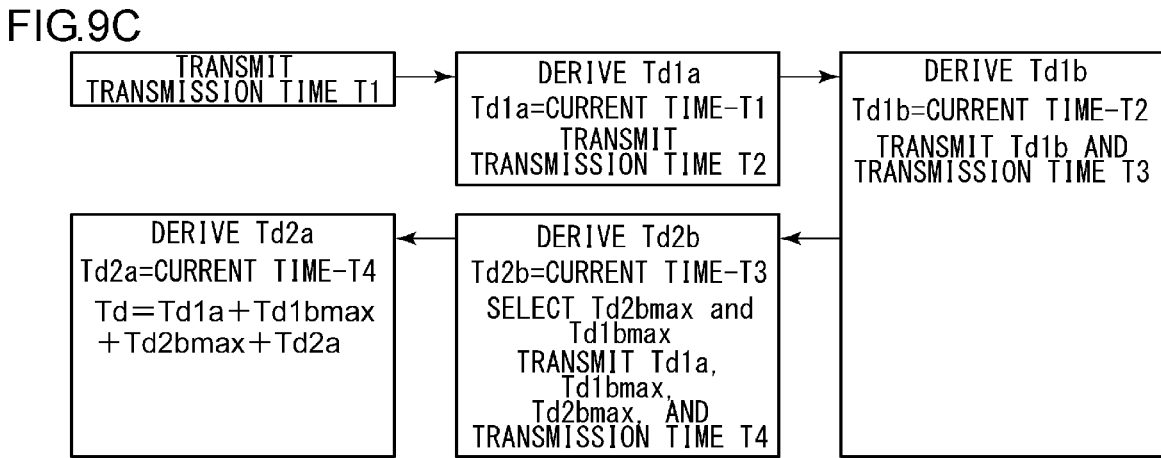 FIG.9C
TRANSMIT
TRANSMISSION TIME T1
DERIVE Td1a
Td1a=CURRENT TIME-T1
TRANSMIT
TRANSMISSION TIME T2
DERIVE Td1b
Td1b=CURRENT TIME-T2
TRANSMIT Td1b AND
TRANSMISSION TIME T3
DERIVE Td2b
Td2b=CURRENT TIME-T3
SELECT Td2bmax and
Td1bmax
TRANSMIT Td1a,
Td1bmax,
Td2bmax, AND
TRANSMISSION TIME T4
DERIVE Td2a
Td2a=CURRENT TIME-T4
Td=Td1a+Td1bmax
+Td2bmax+Td2a